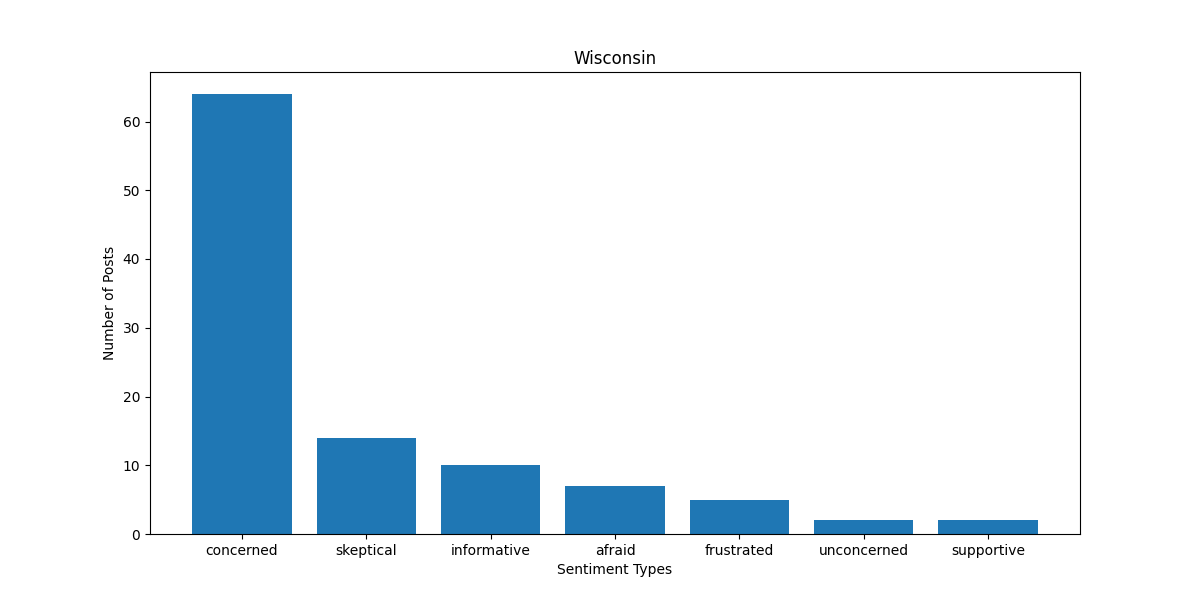 Wisconsin
Number of Posts
60
50
40
30
20
10
0
concerned skeptical informative afraid frustrated unconcerned supportive
Sentiment Types